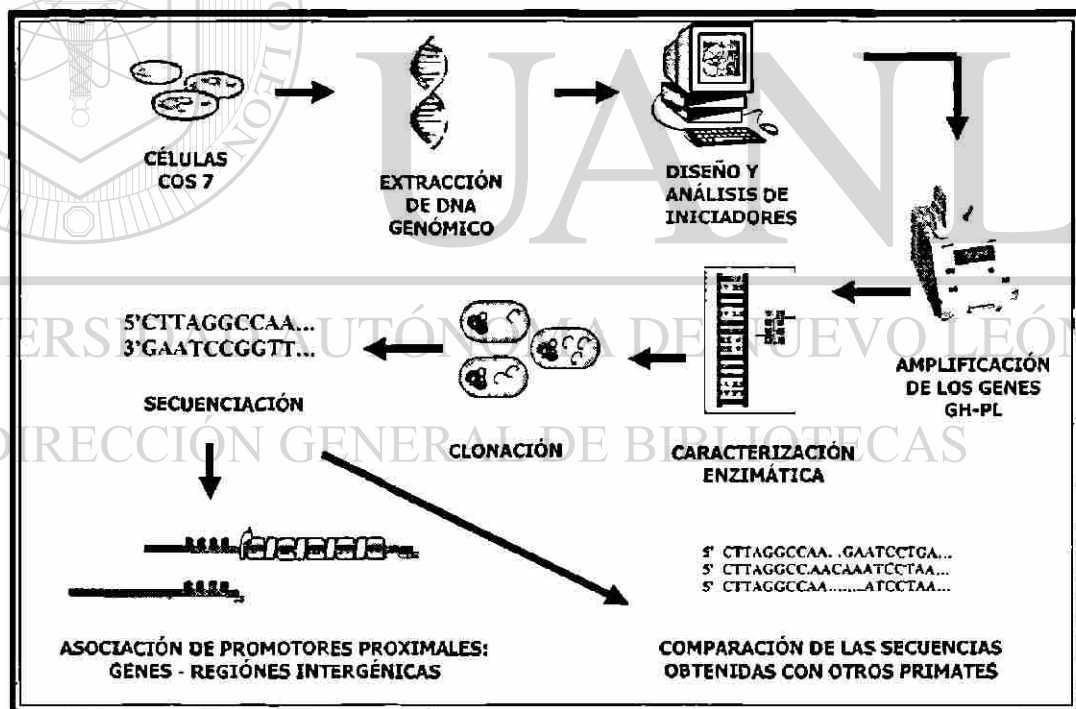 UANL
CÉLULAS
COS 7
EXTRACCIÓN
DE DNA
GENÓMICO
DISEÑO Y
ANÁLISIS DE
INICIADORES
AMPLIFICACIÓN
DE LOS GENES
GH-PL
CARACTERIZACIÓN
ENZIMÁTICA
CLONACIÓN
5'CTTAGGCCAA...
3'GAATCCGGTT...
SECUENCIACIÓN
ASOCIACIÓN DE PROMOTORES PROXIMALES:
GENES - REGIÓNES INTERGÉNICAS
5' CTTAGGCCAA...GAATCCTGA...
5' CTTAGGCC.AACAAATCCTAA...
5' CTTAGGCCAA........ATCCTAA...
COMPARACIÓN DE LAS SECUENCIAS
OBTENIDAS CON OTROS PRIMATES
AUTÓNOMA DE NUEVO LEÓN
DIRECCIÓN GENERAL DE BIBLIOTECAS